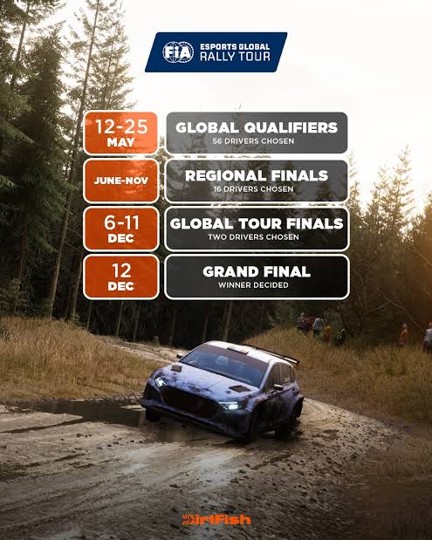 FIA
ESPORTS GLOBAL
RALLY TOUR
12-25
MAY
GLOBAL QUALIFIERS
56 DRIVERS CHOSEN
JUNE-NOV
REGIONAL FINALS
16 DRIVERS CHOSEN
6-11
DEC
GLOBAL TOUR FINALS
TWO DRIVERS CHOSEN
12
DEC
GRAND FINAL
WINNER DECIDED
DirtFish